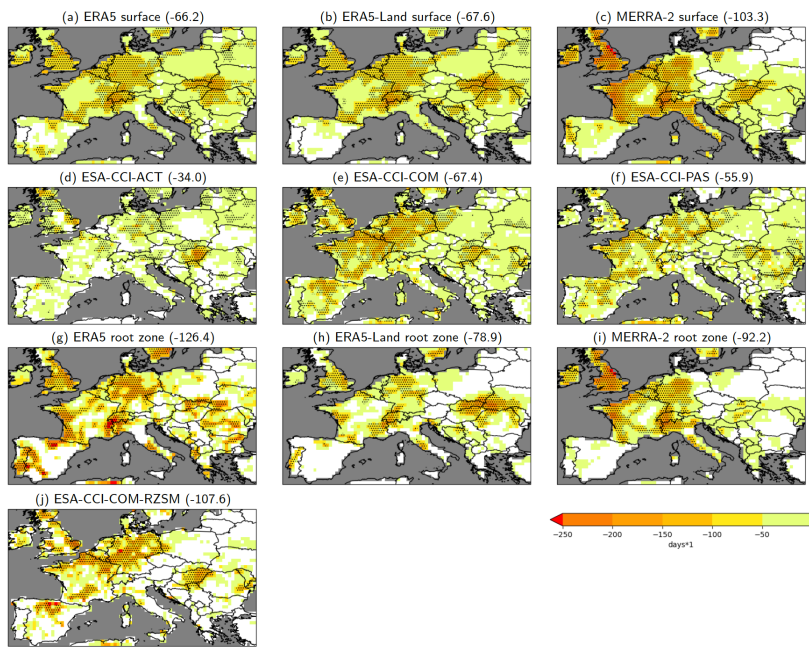 (a) ERA5 surface (-66.2)
(b) ERA5-Land surface (-67.6)
(c) MERRA-2 surface (-103.3)
(d) ESA-CCI-ACT (-34.0)
(e) ESA-CCI-COM (-67.4)
(f) ESA-CCI-PAS (-55.9)
(g) ERA5 root zone (-126.4)
(h) ERA5-Land root zone (-78.9)
(i) MERRA-2 root zone (-92.2)
(j) ESA-CCI-COM-RZSM (-107.6)
−250 −200 −150 −100 −50
days*1